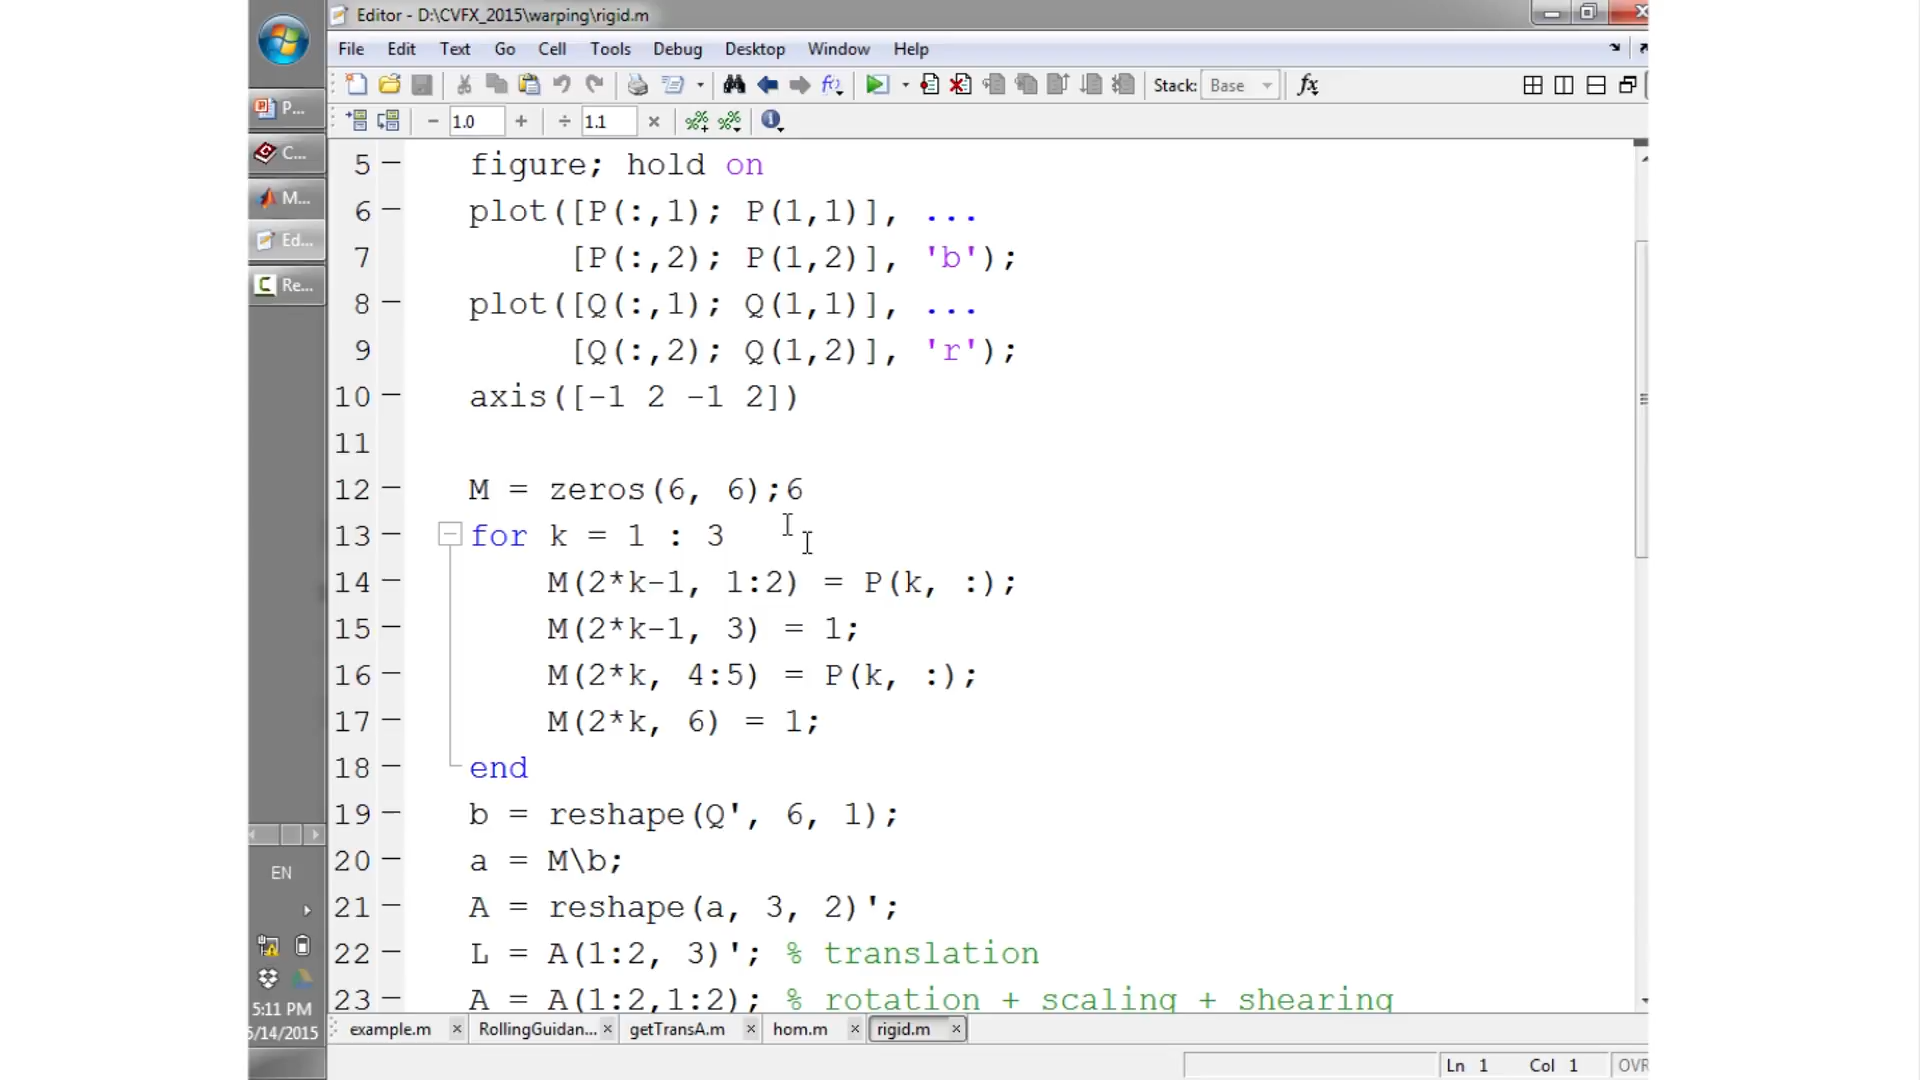 Editor - D:\CVFX_2015\warping\rigid.m
File Edit Text Go Cell Tools Debug Desktop Window Help
Stack: Base fx
- 1.0 + ÷ 1.1 ×
P...
C...
M...
Ed...
Re...
5 – figure; hold on
6 – plot([P(:,1); P(1,1)], ...
7 [P(:,2); P(1,2)], 'b');
8 – plot([Q(:,1); Q(1,1)], ...
9 [Q(:,2); Q(1,2)], 'r');
10 – axis([-1 2 -1 2])
11
12 – M = zeros(6, 6);6
13 – for k = 1 : 3
14 – M(2*k-1, 1:2) = P(k, :);
15 – M(2*k-1, 3) = 1;
16 – M(2*k, 4:5) = P(k, :);
17 – M(2*k, 6) = 1;
18 – end
19 – b = reshape(Q', 6, 1);
20 – a = M\b;
21 – A = reshape(a, 3, 2)';
22 – L = A(1:2, 3)'; % translation
23 – A = A(1:2,1:2); % rotation + scaling + shearing
EN
5:11 PM
5/14/2015
example.m × RollingGuidan... × getTransA.m × hom.m × rigid.m ×
Ln 1 Col 1 OVR